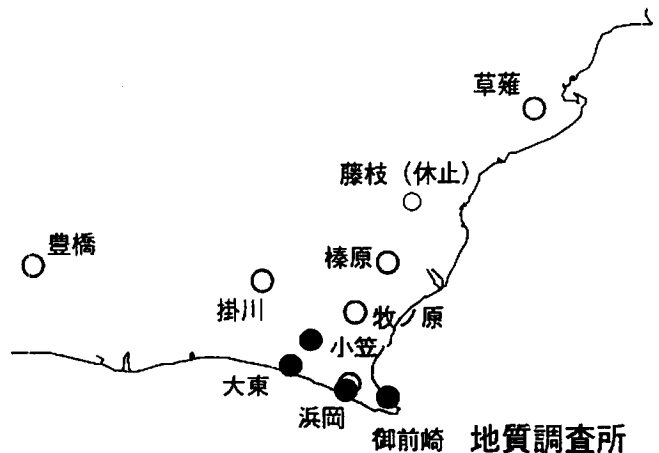 草薙
藤枝（休止）
豊橋
榛原
掛川
牧ノ原
小笠
大東
浜岡
御前崎
地質調査所